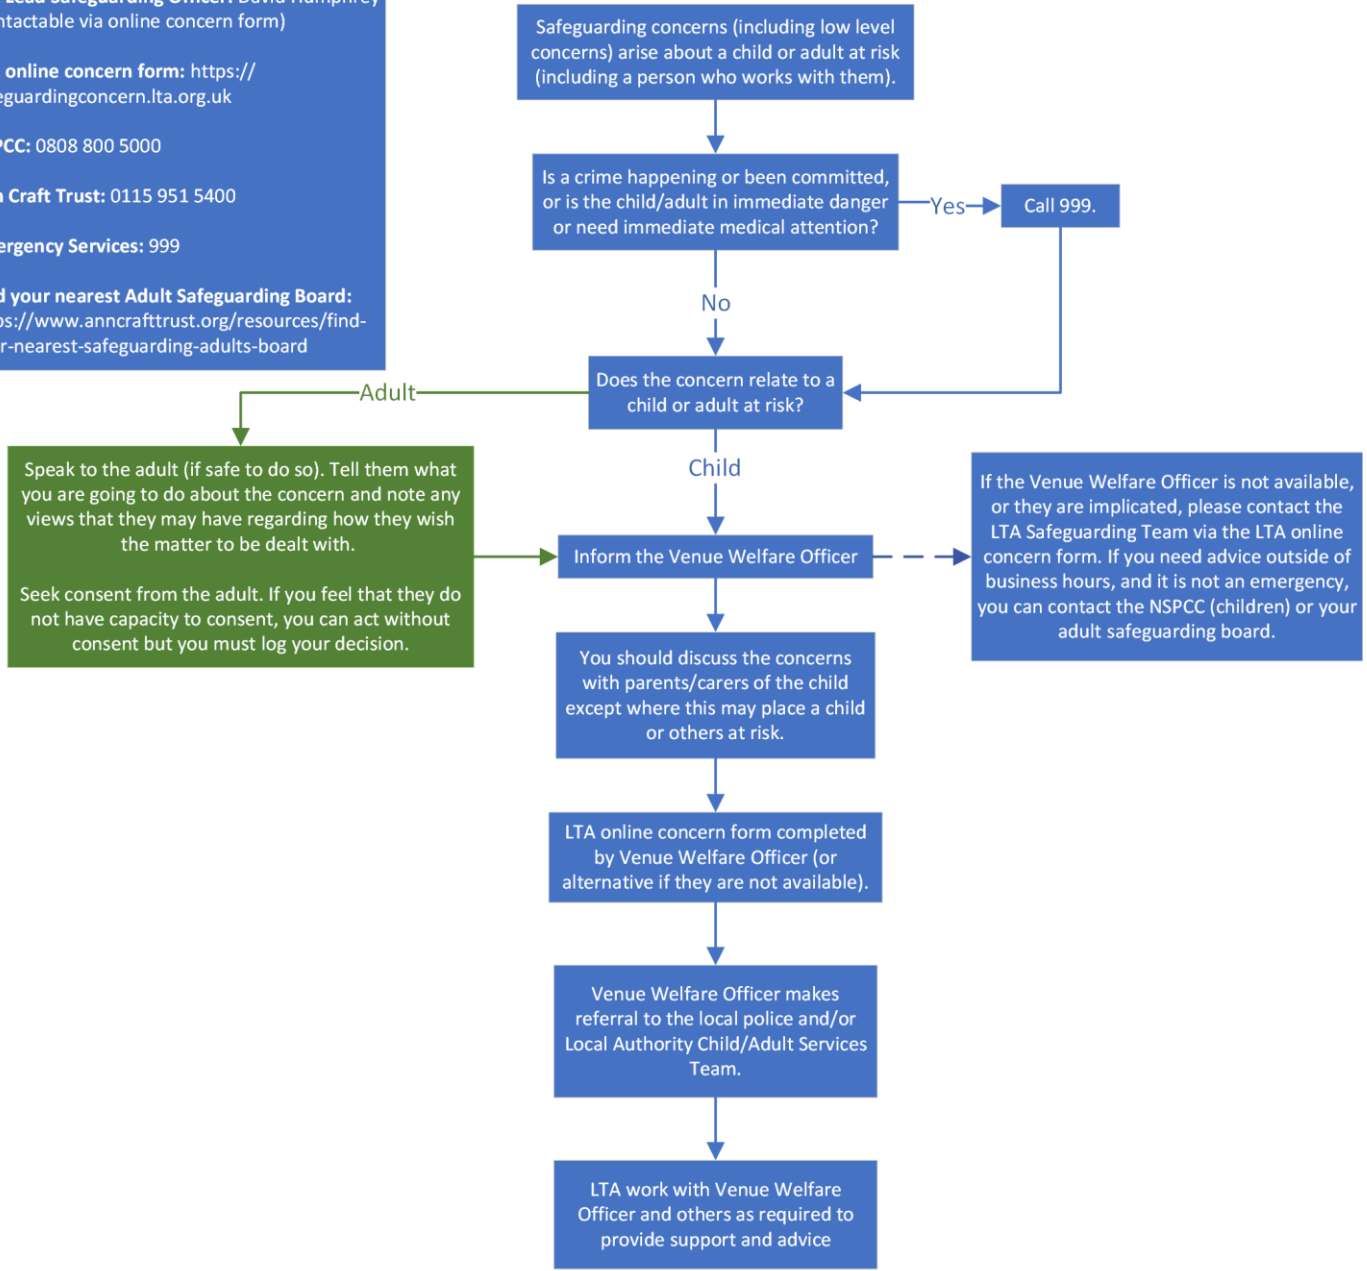 Lead Safeguarding Officer: David Humphrey
ntactable via online concern form)
online concern form: https://
eguardingconcern.lta.org.uk
PCC: 0808 800 5000
n Craft Trust: 0115 951 5400
ergency Services: 999
d your nearest Adult Safeguarding Board:
ps://www.anncrafttrust.org/resources/find-
r-nearest-safeguarding-adults-board
Safeguarding concerns (including low level
concerns) arise about a child or adult at risk
(including a person who works with them).
Is a crime happening or been committed,
or is the child/adult in immediate danger
or need immediate medical attention?
Yes
Call 999.
No
Does the concern relate to a
child or adult at risk?
Adult
Child
Speak to the adult (if safe to do so). Tell them what
you are going to do about the concern and note any
views that they may have regarding how they wish
the matter to be dealt with.
Seek consent from the adult. If you feel that they do
not have capacity to consent, you can act without
consent but you must log your decision.
Inform the Venue Welfare Officer
If the Venue Welfare Officer is not available,
or they are implicated, please contact the
LTA Safeguarding Team via the LTA online
concern form. If you need advice outside of
business hours, and it is not an emergency,
you can contact the NSPCC (children) or your
adult safeguarding board.
You should discuss the concerns
with parents/carers of the child
except where this may place a child
or others at risk.
LTA online concern form completed
by Venue Welfare Officer (or
alternative if they are not available).
Venue Welfare Officer makes
referral to the local police and/or
Local Authority Child/Adult Services
Team.
LTA work with Venue Welfare
Officer and others as required to
provide support and advice